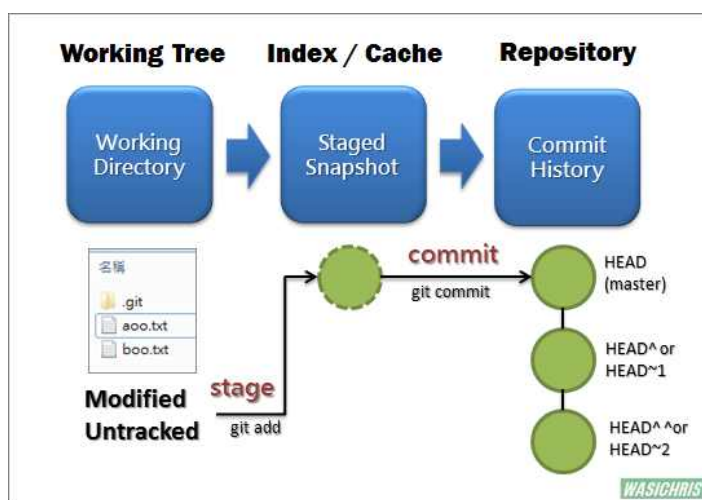 Working Tree
Index / Cache
Repository
Working
Directory
Staged
Snapshot
Commit
History
名稱
.git
aoo.txt
boo.txt
Modified
Untracked
stage
git add
commit
git commit
HEAD
(master)
HEAD^ or
HEAD~1
HEAD^ ^or
HEAD~2
WASICHRIS